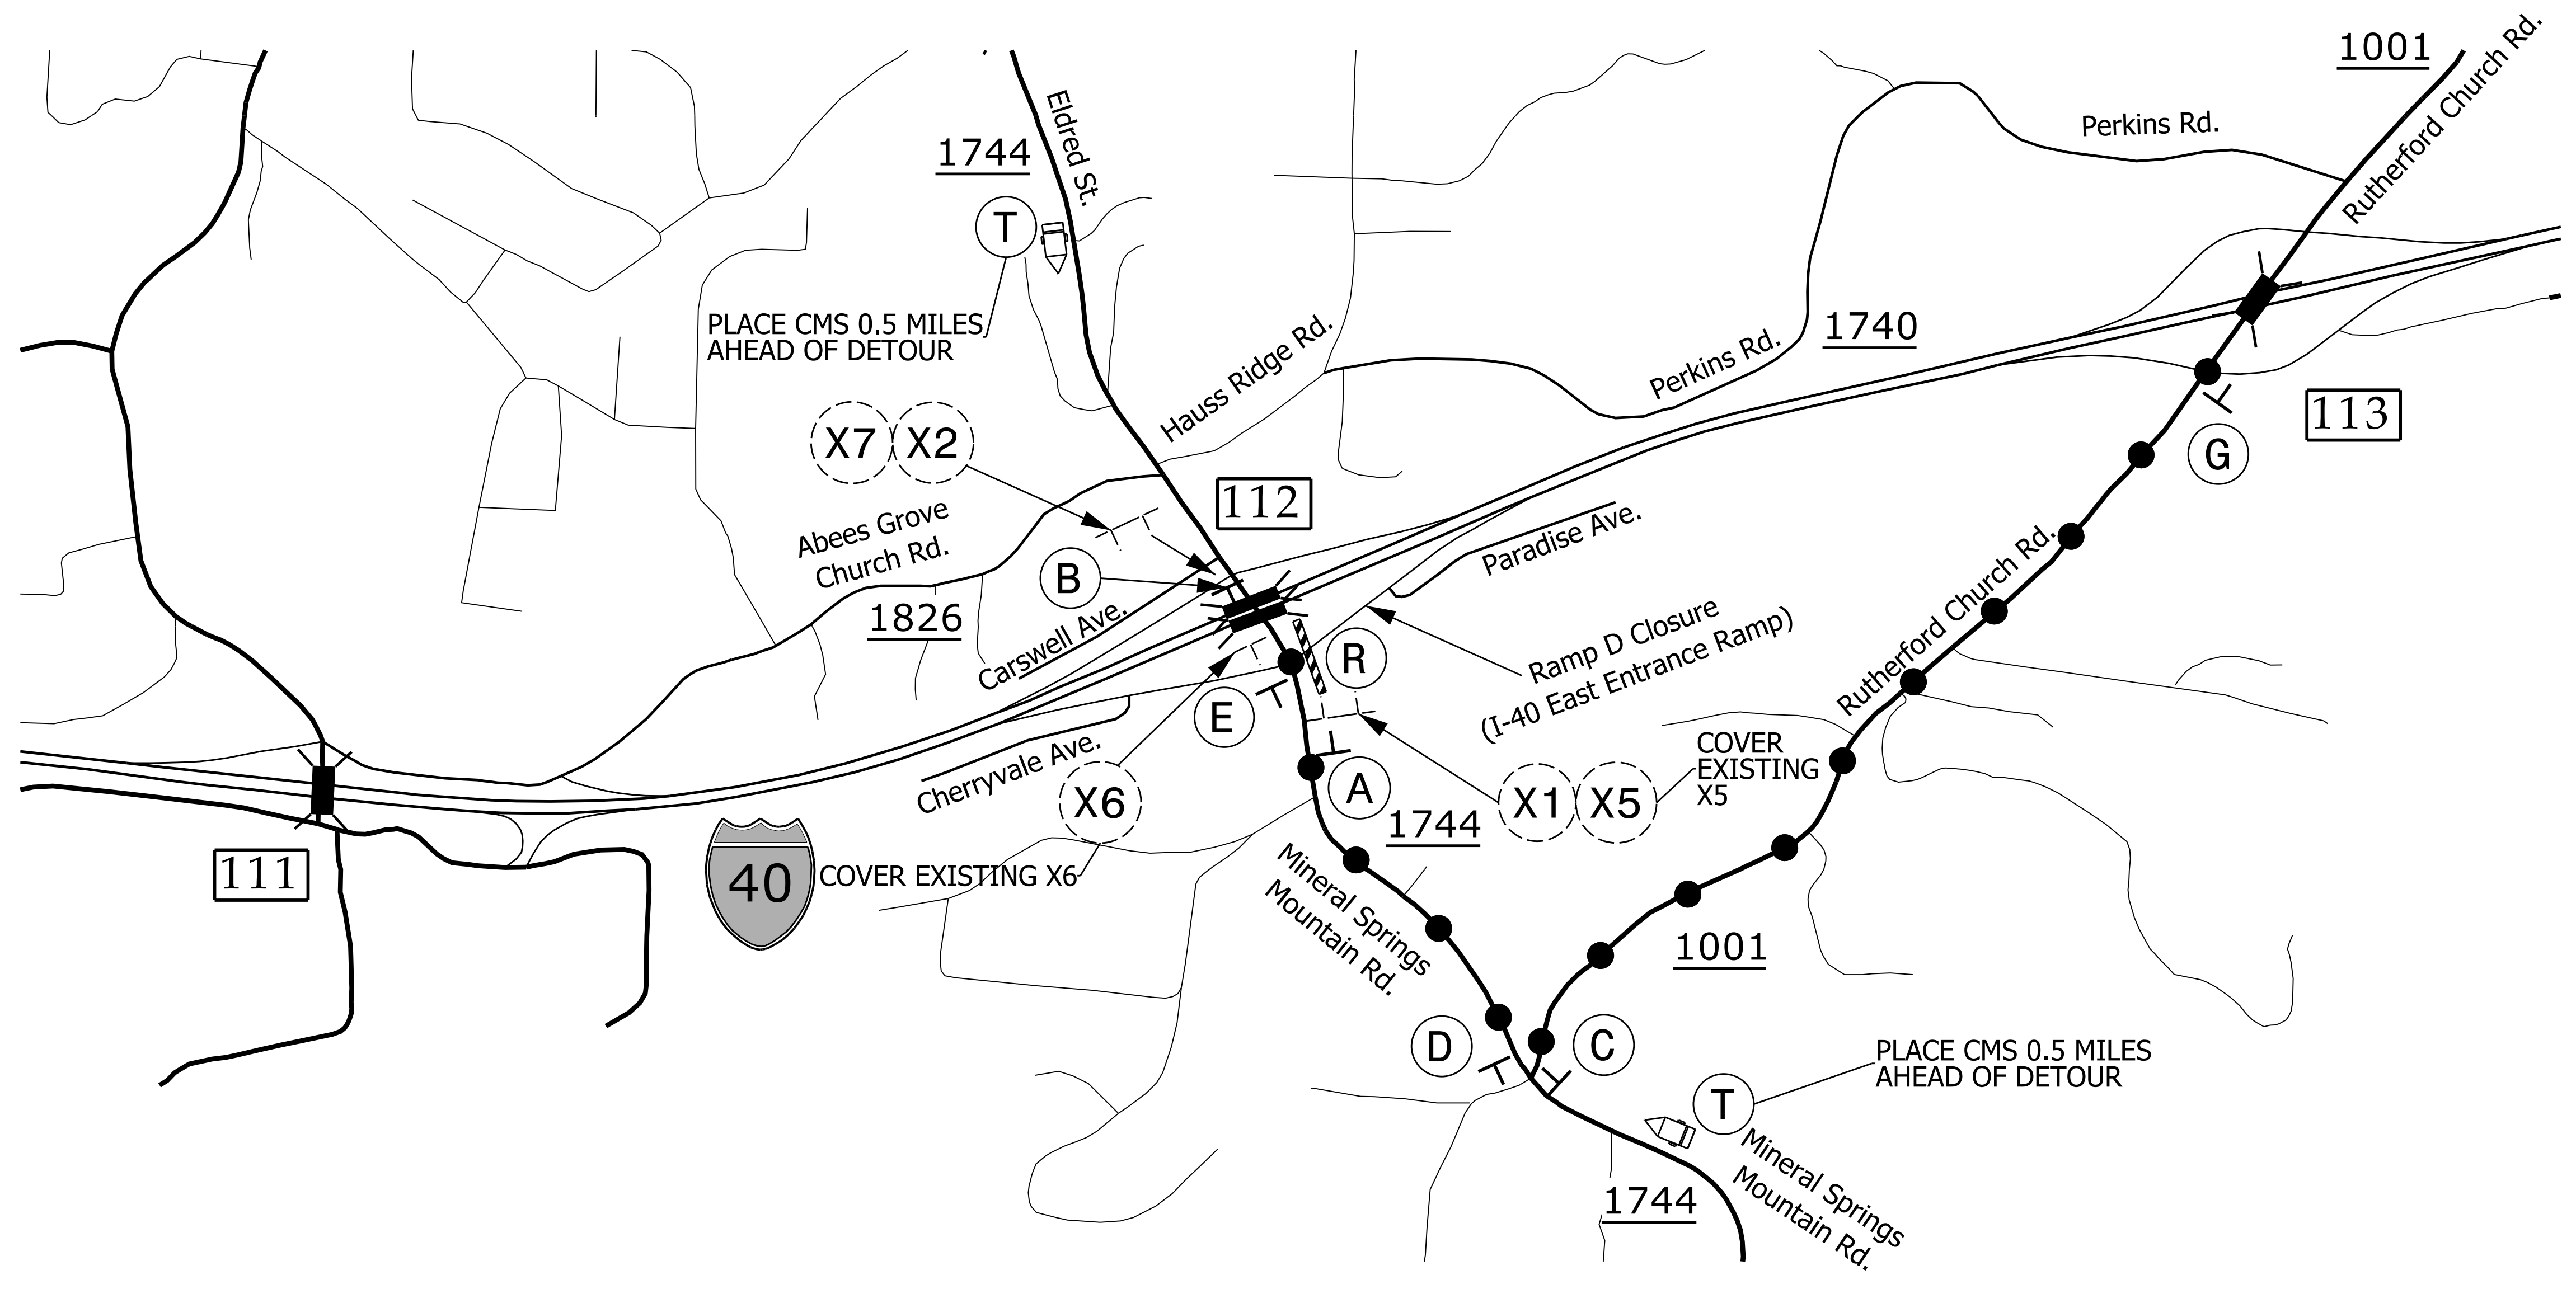 1001
Rutherford Church Rd.
Perkins Rd.
Eldred St.
1744
T
PLACE CMS 0.5 MILES
AHEAD OF DETOUR
Hauss Ridge Rd.
Perkins Rd.
1740
113
G
X7
X2
112
Abees Grove
Church Rd.
B
1826
Carswell Ave.
Paradise Ave.
Ramp D Closure
(I-40 East Entrance Ramp)
Rutherford Church Rd.
R
E
A
Cherryvale Ave.
X6
COVER EXISTING X6
40
111
X1
X5
COVER
EXISTING
X5
1744
Mineral Springs
Mountain Rd.
1001
D
C
T
PLACE CMS 0.5 MILES
AHEAD OF DETOUR
Mineral Springs
Mountain Rd.
1744